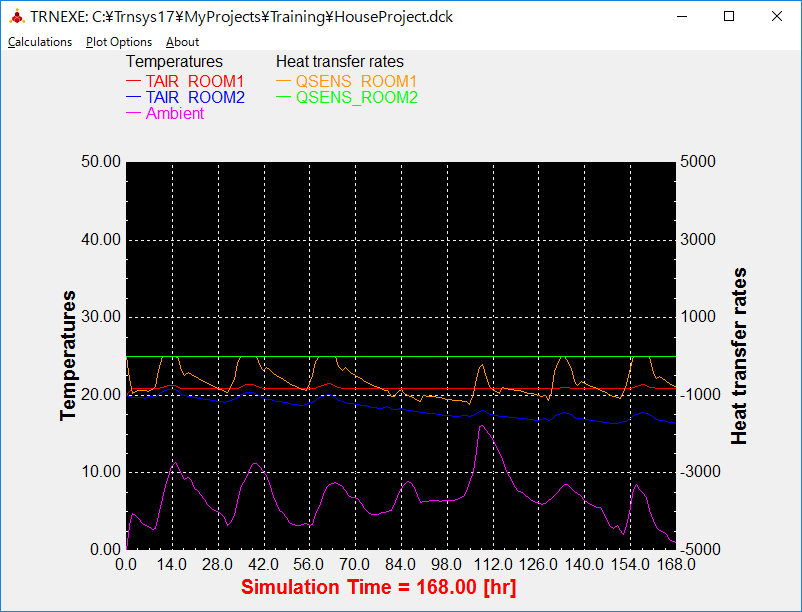 TRNEXE: C:¥Trnsys17¥MyProjects¥Training¥HouseProject.dck
Calculations Plot Options About
Temperatures Heat transfer rates
TAIR_ROOM1 QSENS_ROOM1
TAIR_ROOM2 QSENS_ROOM2
Ambient
50.00 5000
40.00 3000
30.00 1000
20.00 -1000
10.00 -3000
0.00 -5000
Temperatures
Heat transfer rates
0.0 14.0 28.0 42.0 56.0 70.0 84.0 98.0 112.0 126.0 140.0 154.0 168.0
Simulation Time = 168.00 [hr]